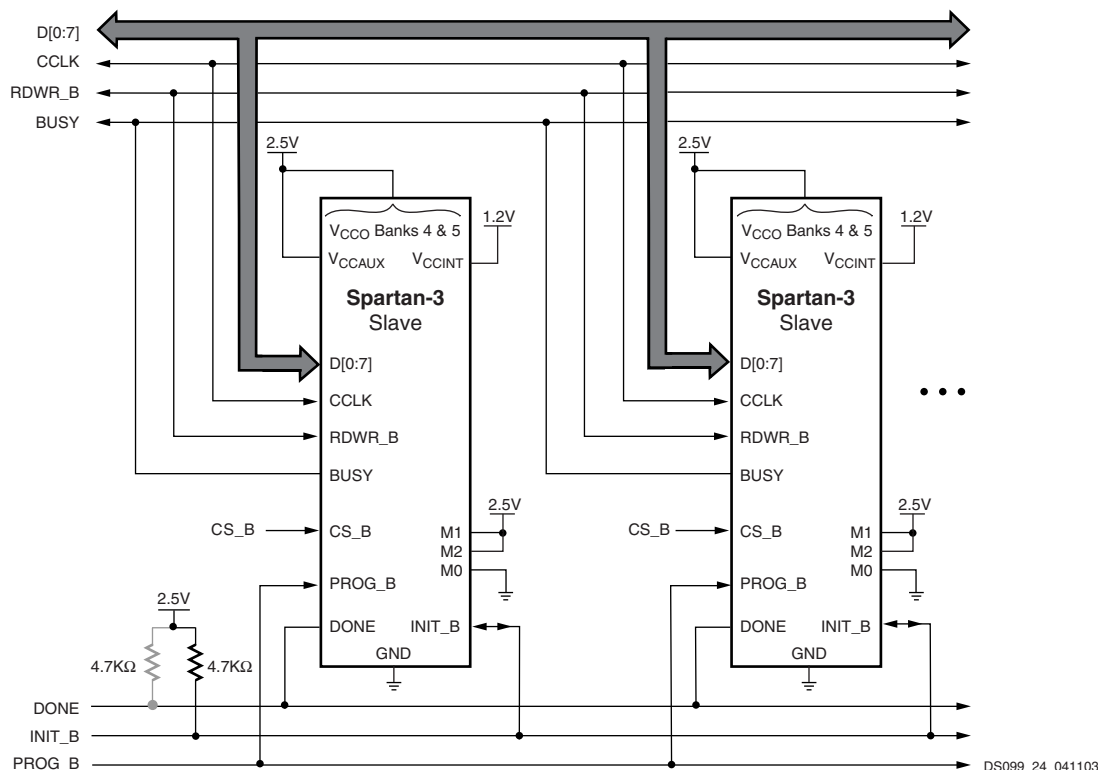 D[0:7]
CCLK
RDWR_B
BUSY
2.5V
2.5V
1.2V
1.2V
VCCO Banks 4 & 5
VCCAUX
VCCINT
Spartan-3
Slave
D[0:7]
CCLK
RDWR_B
BUSY
2.5V
CS_B
CS_B
M1
M2
M0
PROG_B
DONE
INIT_B
GND
VCCO Banks 4 & 5
VCCAUX
VCCINT
Spartan-3
Slave
D[0:7]
CCLK
RDWR_B
BUSY
2.5V
CS_B
CS_B
M1
M2
M0
PROG_B
DONE
INIT_B
GND
2.5V
4.7KΩ
4.7KΩ
DONE
INIT_B
PROG_B
DS099_24_041103